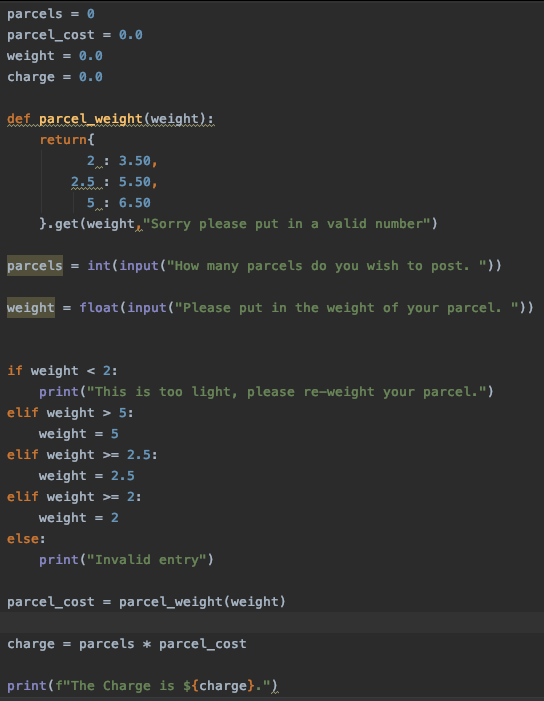 parcels = 0
parcel_cost = 0.0
weight = 0.0
charge = 0.0
def parcel_weight(weight):
    return{
          2 : 3.50,
        2.5 : 5.50,
          5 : 6.50
    }.get(weight,"Sorry please put in a valid number")
parcels = int(input("How many parcels do you wish to post. "))
weight = float(input("Please put in the weight of your parcel. "))
if weight < 2:
    print("This is too light, please re-weight your parcel.")
elif weight > 5:
    weight = 5
elif weight >= 2.5:
    weight = 2.5
elif weight >= 2:
    weight = 2
else:
    print("Invalid entry")
parcel_cost = parcel_weight(weight)
charge = parcels * parcel_cost
print(f"The Charge is ${charge}.")